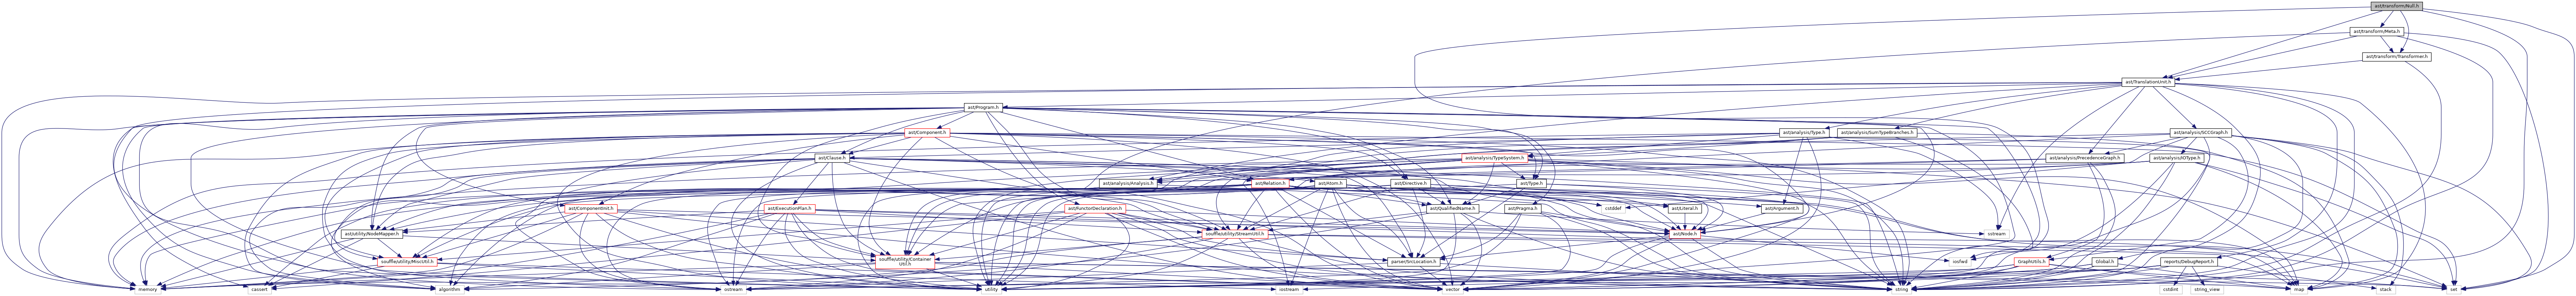 ast/transform/Null.h
ast/transform/Meta.h
ast/transform/Transformer.h
ast/TranslationUnit.h
ast/Program.h
ast/Component.h
ast/analysis/Type.h
ast/analysis/SumTypeBranches.h
ast/analysis/SCCGraph.h
ast/Clause.h
ast/analysis/TypeSystem.h
ast/analysis/PrecedenceGraph.h
ast/analysis/IOType.h
ast/analysis/Analysis.h
ast/Relation.h
ast/Atom.h
ast/Directive.h
ast/Type.h
ast/ComponentInit.h
ast/ExecutionPlan.h
ast/FunctorDeclaration.h
ast/QualifiedName.h
ast/Pragma.h
cstddef
ast/Literal.h
ast/Argument.h
ast/utility/NodeMapper.h
souffle/utility/StreamUtil.h
ast/Node.h
sstream
souffle/utility/MiscUtil.h
souffle/utility/Container
Util.h
parser/SrcLocation.h
iosfwd
GraphUtils.h
Global.h
reports/DebugReport.h
memory
cassert
algorithm
ostream
utility
iostream
vector
string
cstdint
string_view
map
stack
set